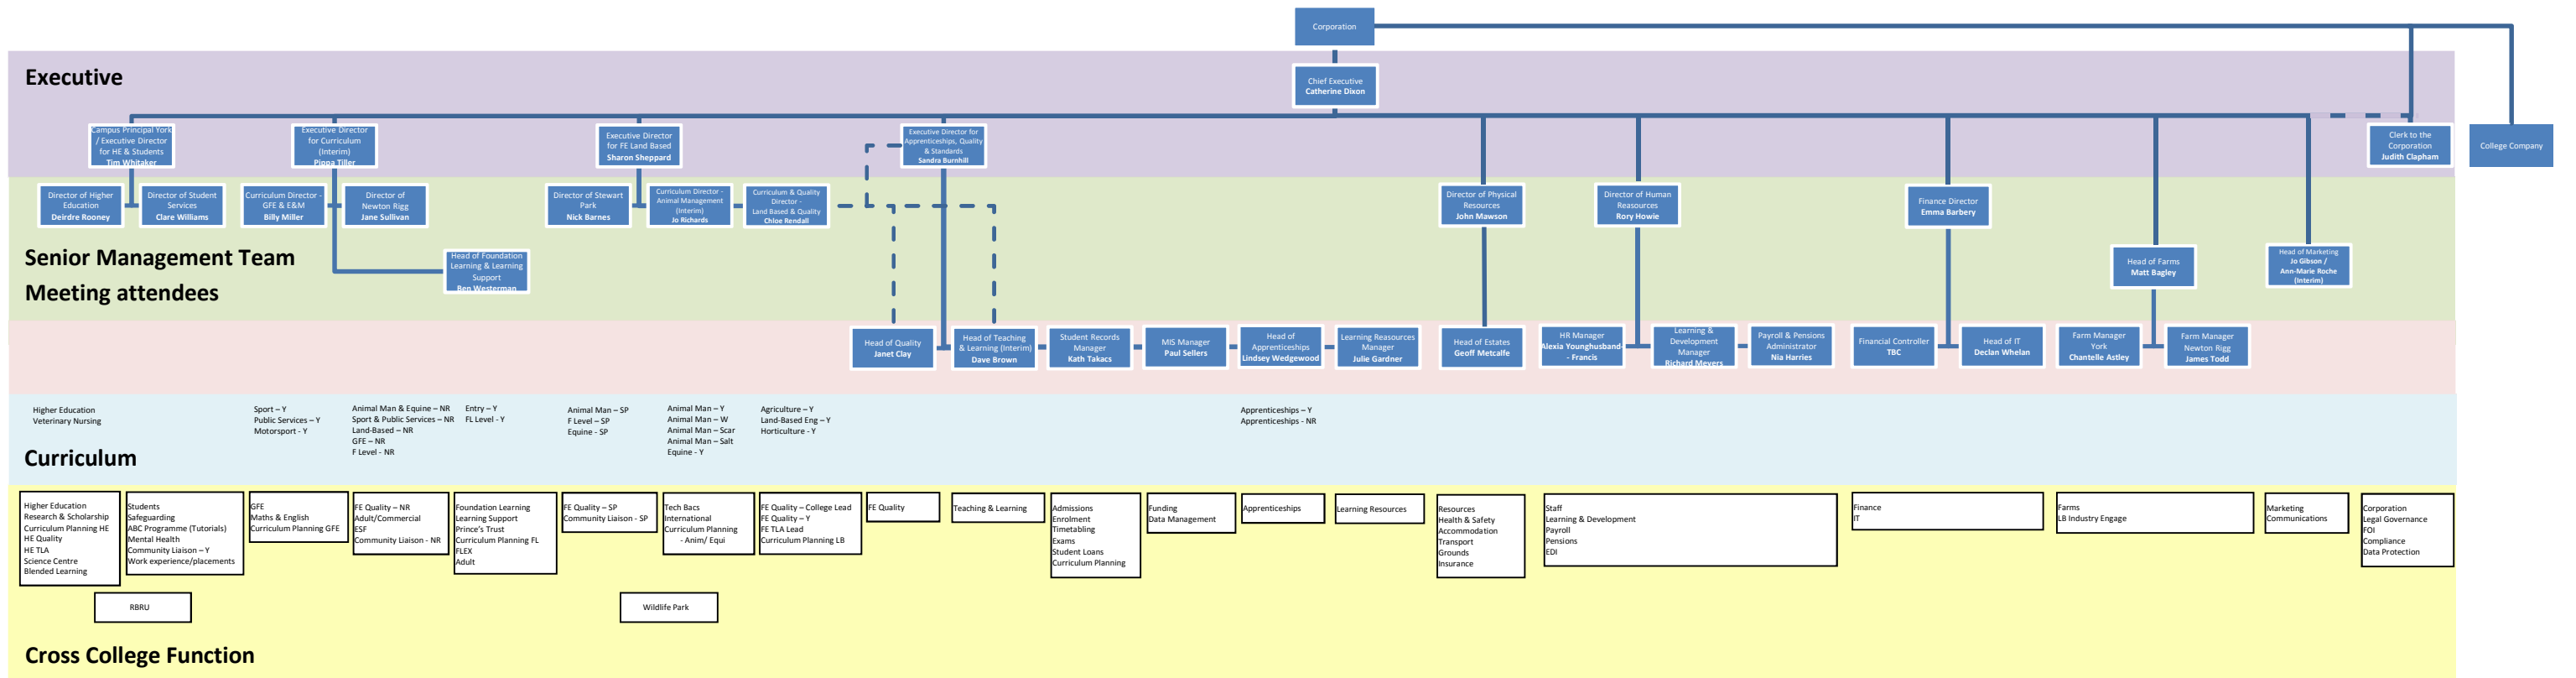 Corporation
Executive
Chief Executive
Catherine Dixon
Campus Principal York
/ Executive Director
for HE & Students
Tim Whitaker
Executive Director
for Curriculum
(Interim)
Pippa Tiller
Executive Director
for FE Land Based
Sharon Sheppard
Executive Director for
Apprenticeships, Quality
& Standards
Sandra Burnhill
Clerk to the
Corporation
Judith Clapham
College Company
Director of Higher
Education
Deirdre Rooney
Director of Student
Services
Clare Williams
Curriculum Director -
GFE & E&M
Billy Miller
Director of
Newton Rigg
Jane Sullivan
Director of Stewart
Park
Nick Barnes
Curriculum Director -
Animal Management
(Interim)
Jo Richards
Curriculum & Quality
Director -
Land Based & Quality
Chloe Rendall
Director of Physical
Resources
John Mawson
Director of Human
Reasources
Rory Howie
Finance Director
Emma Barbery
Senior Management Team
Meeting attendees
Head of Foundation
Learning & Learning
Support
Ben Westerman
Head of Farms
Matt Bagley
Head of Marketing
Jo Gibson /
Ann-Marie Roche
(Interim)
Head of Quality
Janet Clay
Head of Teaching
& Learning (Interim)
Dave Brown
Student Records
Manager
Kath Takacs
MIS Manager
Paul Sellers
Head of
Apprenticeships
Lindsey Wedgewood
Learning Reasources
Manager
Julie Gardner
Head of Estates
Geoff Metcalfe
HR Manager
Alexia Younghusband-
- Francis
Learning &
Development
Manager
Richard Meyers
Payroll & Pensions
Administrator
Nia Harries
Financial Controller
TBC
Head of IT
Declan Whelan
Farm Manager
York
Chantelle Astley
Farm Manager
Newton Rigg
James Todd
Higher Education
Veterinary Nursing
Sport – Y
Public Services – Y
Motorsport - Y
Animal Man & Equine – NR
Sport & Public Services – NR
Land-Based – NR
GFE – NR
F Level - NR
Entry – Y
FL Level - Y
Animal Man – SP
F Level – SP
Equine - SP
Animal Man – Y
Animal Man – W
Animal Man – Scar
Animal Man – Salt
Equine - Y
Agriculture – Y
Land-Based Eng – Y
Horticulture - Y
Apprenticeships – Y
Apprenticeships - NR
Curriculum
Higher Education
Research & Scholarship
Curriculum Planning HE
HE Quality
HE TLA
Science Centre
Blended Learning
Students
Safeguarding
ABC Programme (Tutorials)
Mental Health
Community Liaison – Y
Work experience/placements
GFE
Maths & English
Curriculum Planning GFE
FE Quality – NR
Adult/Commercial
ESF
Community Liaison - NR
Foundation Learning
Learning Support
Prince's Trust
Curriculum Planning FL
FLEX
Adult
FE Quality – SP
Community Liaison - SP
Tech Bacs
International
Curriculum Planning
- Anim/ Equi
FE Quality – College Lead
FE Quality – Y
FE TLA Lead
Curriculum Planning LB
FE Quality
Teaching & Learning
Admissions
Enrolment
Timetabling
Exams
Student Loans
Curriculum Planning
Funding
Data Management
Apprenticeships
Learning Resources
Resources
Health & Safety
Accommodation
Transport
Grounds
Insurance
Staff
Learning & Development
Payroll
Pensions
EDI
Finance
IT
Farms
LB Industry Engage
Marketing
Communications
Corporation
Legal Governance
FOI
Compliance
Data Protection
RBRU
Wildlife Park
Cross College Function